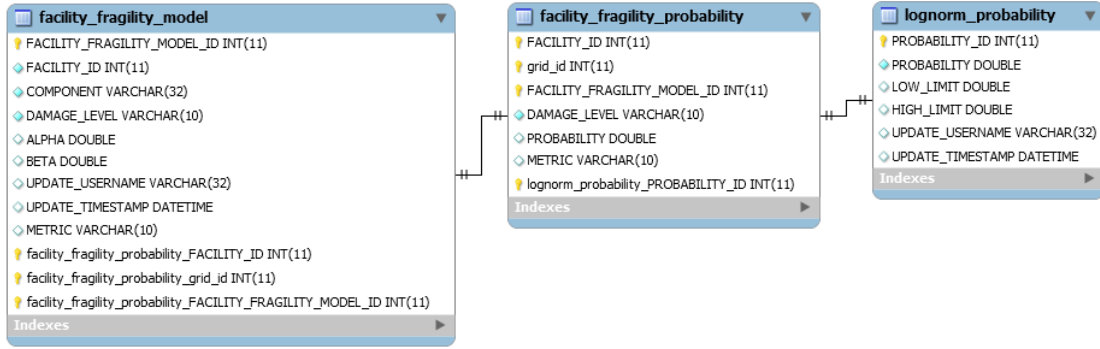 facility_fragility_model
FACILITY_FRAGILITY_MODEL_ID INT(11)
FACILITY_ID INT(11)
COMPONENT VARCHAR(32)
DAMAGE_LEVEL VARCHAR(10)
ALPHA DOUBLE
BETA DOUBLE
UPDATE_USERNAME VARCHAR(32)
UPDATE_TIMESTAMP DATETIME
METRIC VARCHAR(10)
facility_fragility_probability_FACILITY_ID INT(11)
facility_fragility_probability_grid_id INT(11)
facility_fragility_probability_FACILITY_FRAGILITY_MODEL_ID INT(11)
Indexes
facility_fragility_probability
FACILITY_ID INT(11)
grid_id INT(11)
FACILITY_FRAGILITY_MODEL_ID INT(11)
DAMAGE_LEVEL VARCHAR(10)
PROBABILITY DOUBLE
METRIC VARCHAR(10)
lognorm_probability_PROBABILITY_ID INT(11)
Indexes
lognorm_probability
PROBABILITY_ID INT(11)
PROBABILITY DOUBLE
LOW_LIMIT DOUBLE
HIGH_LIMIT DOUBLE
UPDATE_USERNAME VARCHAR(32)
UPDATE_TIMESTAMP DATETIME
Indexes